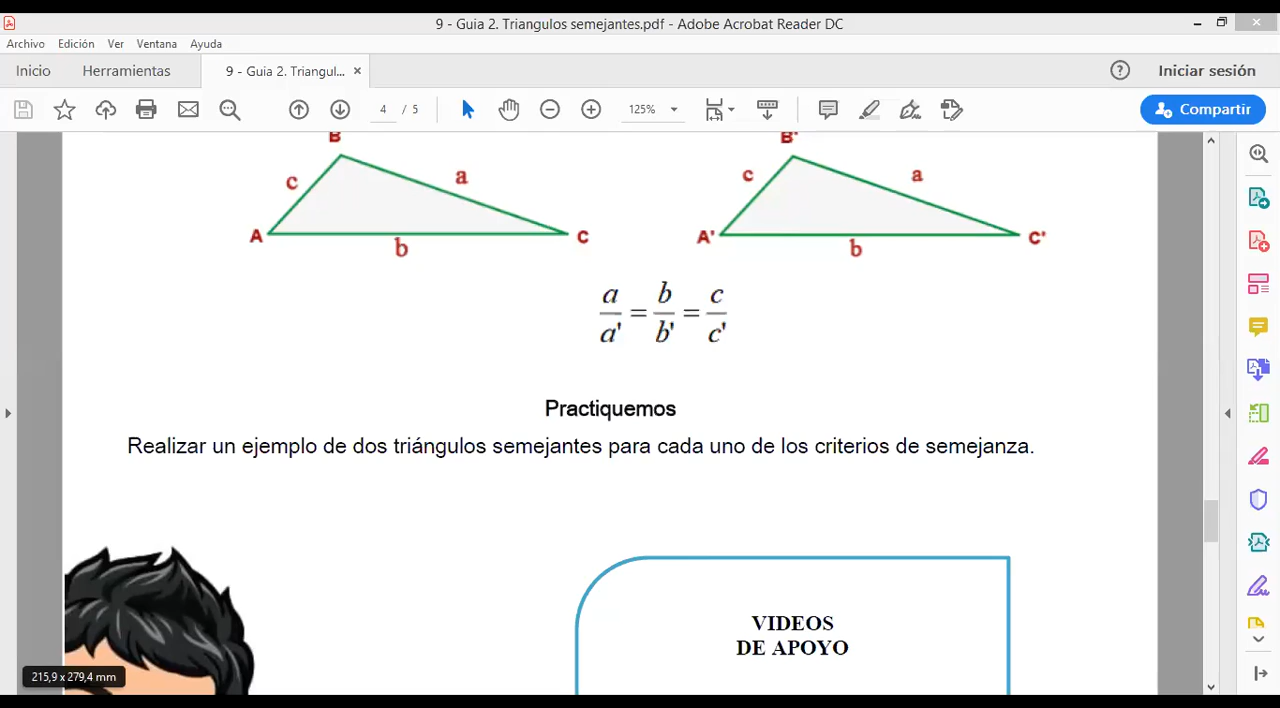 9 - Guia 2. Triangulos semejantes.pdf - Adobe Acrobat Reader DC
Archivo Edición Ver Ventana Ayuda
Inicio Herramientas 9 - Guia 2. Triangul... × Iniciar sesión
4 / 5 125% Compartir
B B'
c a c a
A C A' C'
b b
a/a' = b/b' = c/c'
Practiquemos
Realizar un ejemplo de dos triángulos semejantes para cada uno de los criterios de semejanza.
VIDEOS
DE APOYO
215,9 x 279,4 mm